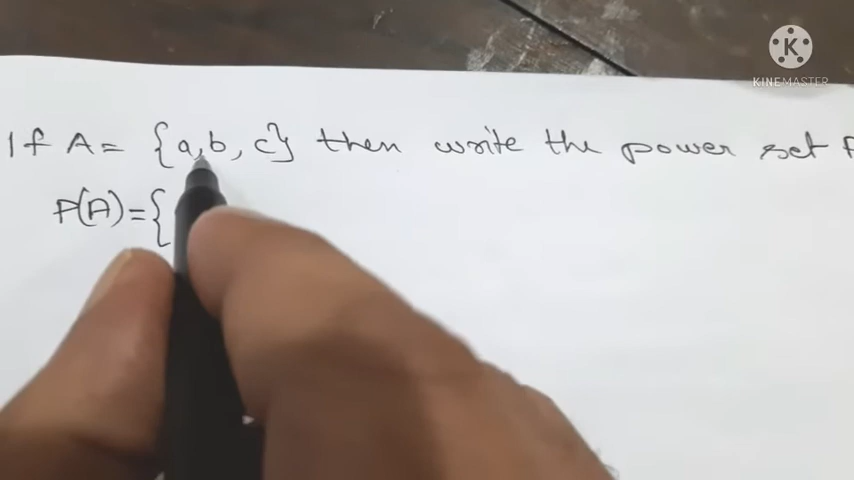 If A = {a, b, c} then write the power set
P(A) = {
K
KINEMASTER